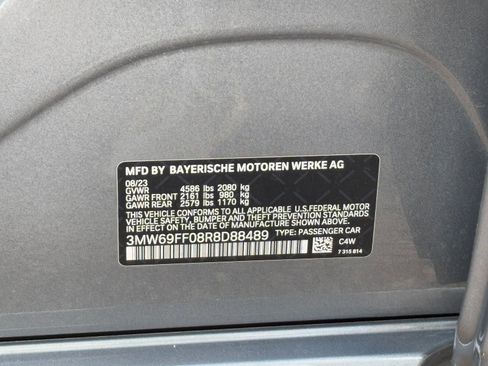 MFD BY BAYERISCHE MOTOREN WERKE AG
08/23
GVWR 4586 lbs 2080 kg
GAWR FRONT 2161 lbs 980 kg
GAWR REAR 2579 lbs 1170 kg
THIS VEHICLE CONFORMS TO ALL APPLICABLE U.S.FEDERAL MOTOR
VEHICLE SAFETY, BUMPER AND THEFT PREVENTION STANDARDS
IN EFFECT ON THE DATE OF MANUFACTURE SHOWN ABOVE.
3MW69FF08R8D88489 TYPE: PASSENGER CAR
C4W
7 315 814